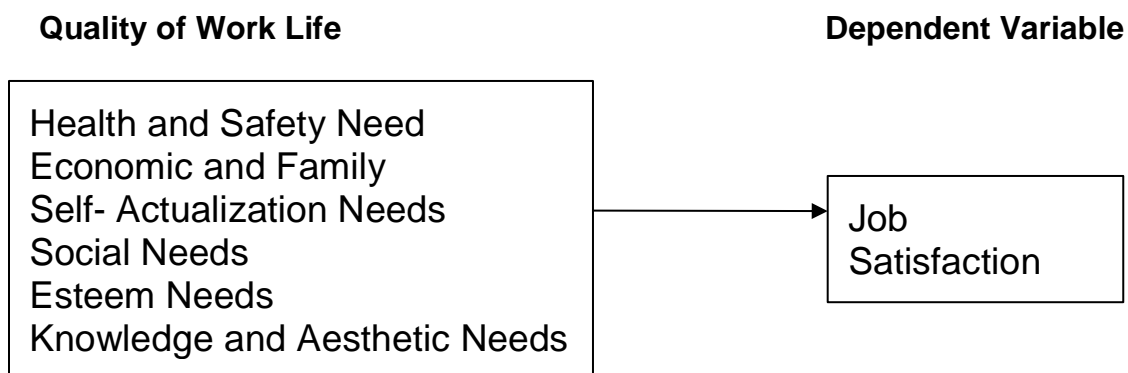 Quality of Work Life
Dependent Variable
Health and Safety Need
Economic and Family
Self- Actualization Needs
Social Needs
Esteem Needs
Knowledge and Aesthetic Needs
Job
Satisfaction